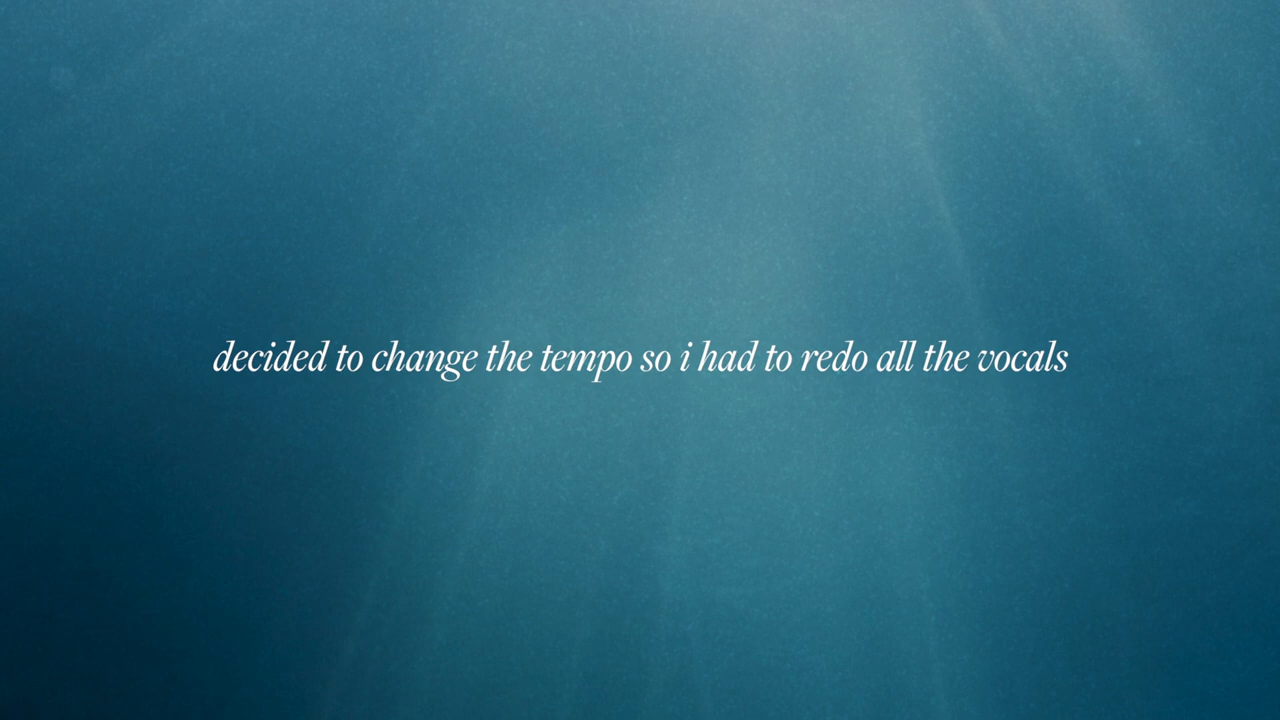 decided to change the tempo so i had to redo all the vocals